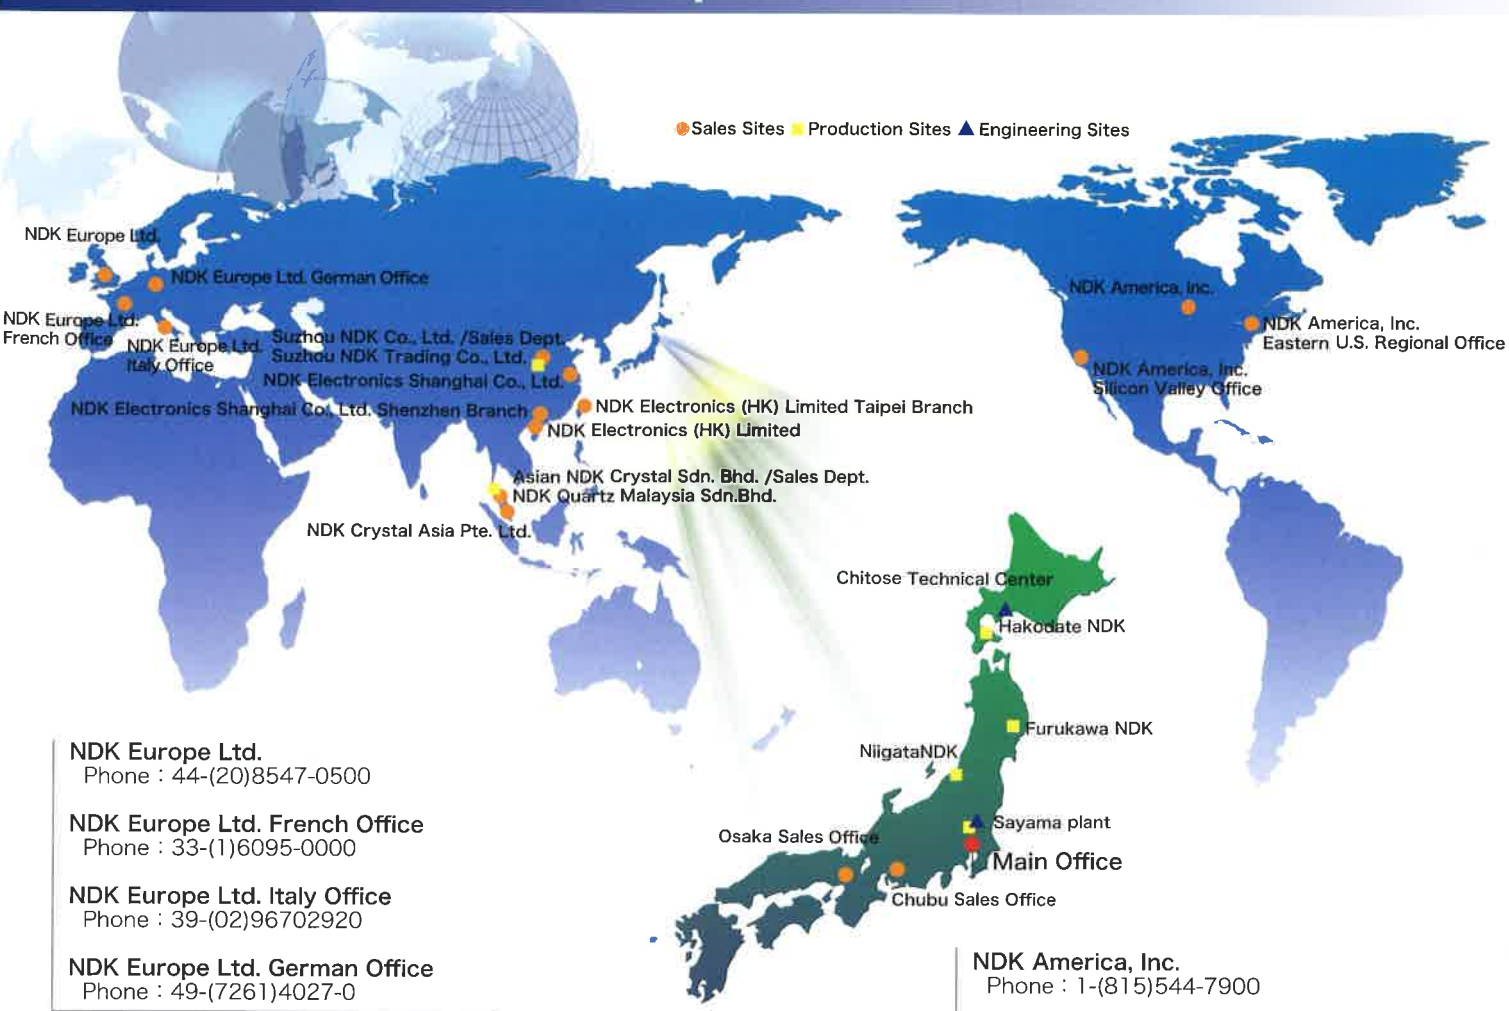 Sales Sites Production Sites Engineering Sites
NDK Europe Ltd.
NDK Europe Ltd. German Office
NDK Europe Ltd.
French Office
NDK Europe Ltd.
Italy Office
Suzhou NDK Co., Ltd. /Sales Dept.
Suzhou NDK Trading Co., Ltd.
NDK Electronics Shanghai Co., Ltd.
NDK Electronics Shanghai Co., Ltd. Shenzhen Branch
NDK Electronics (HK) Limited Taipei Branch
NDK Electronics (HK) Limited
Asian NDK Crystal Sdn. Bhd. /Sales Dept.
NDK Quartz Malaysia Sdn.Bhd.
NDK Crystal Asia Pte. Ltd.
NDK America, Inc.
NDK America, Inc.
Eastern U.S. Regional Office
NDK America, Inc.
Silicon Valley Office
Chitose Technical Center
Hakodate NDK
Furukawa NDK
NiigataNDK
Sayama plant
Osaka Sales Office
Main Office
Chubu Sales Office
NDK Europe Ltd.
Phone : 44-(20)8547-0500
NDK Europe Ltd. French Office
Phone : 33-(1)6095-0000
NDK Europe Ltd. Italy Office
Phone : 39-(02)96702920
NDK Europe Ltd. German Office
Phone : 49-(7261)4027-0
NDK America, Inc.
Phone : 1-(815)544-7900